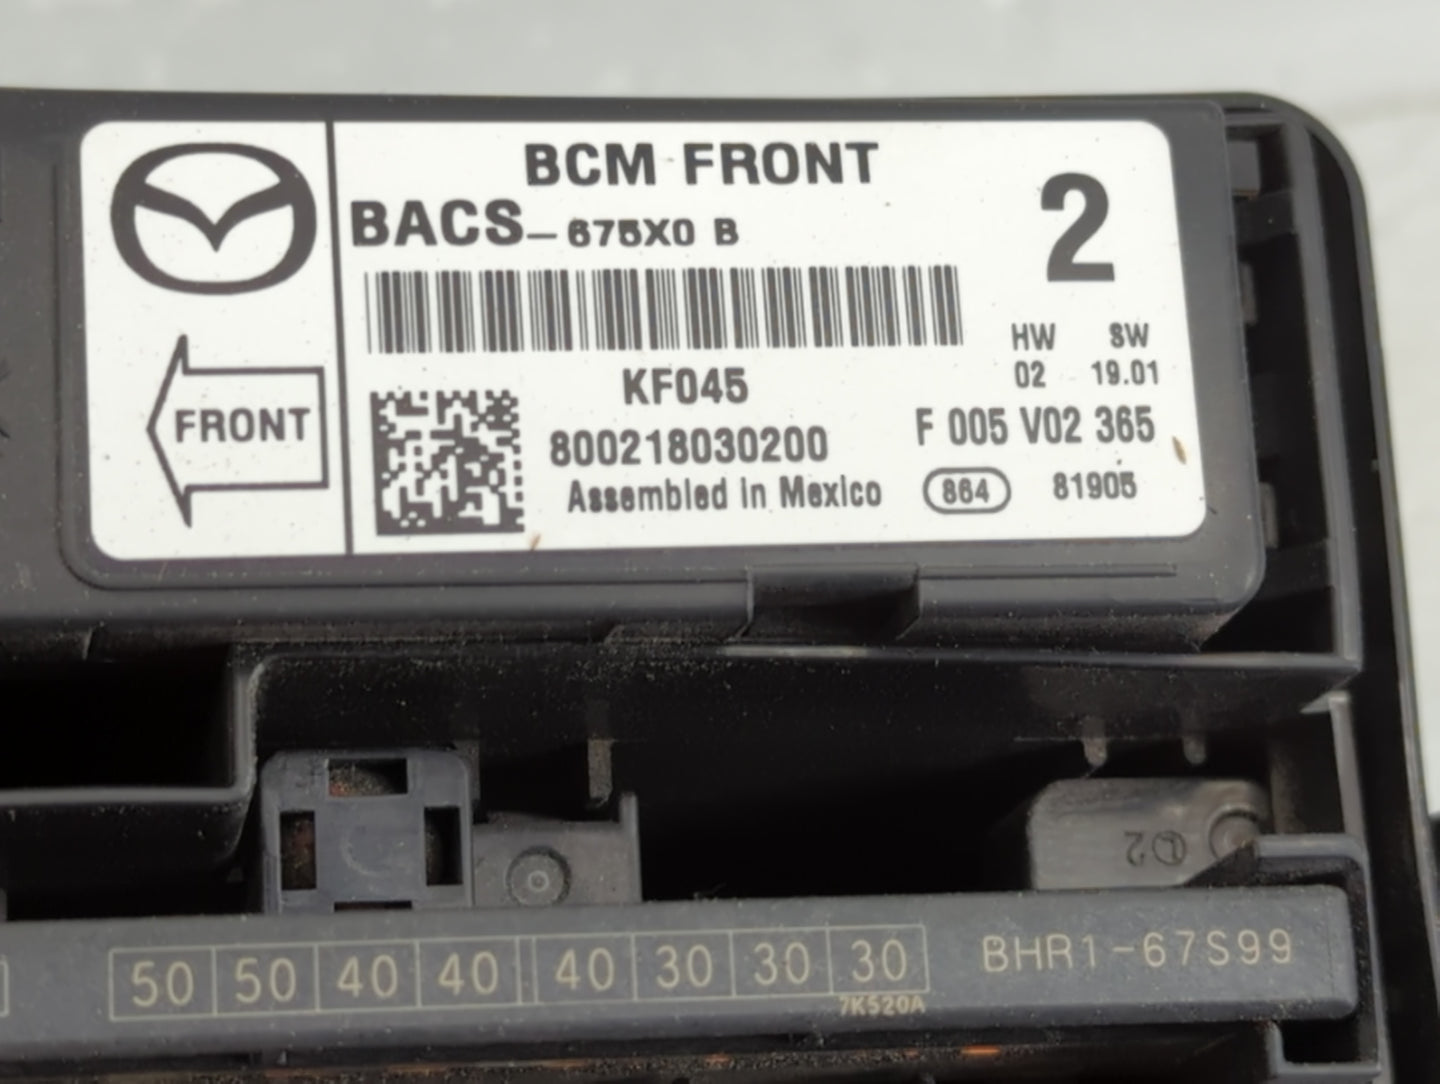 BCM FRONT
BACS-675X0 B
2
HW SW
02 19.01
KF045
FRONT
800218030200
F 005 V02 365
Assembled in Mexico
864
81905
50 50 40 40 40 30 30 30
BHR1-67S99
7K520A